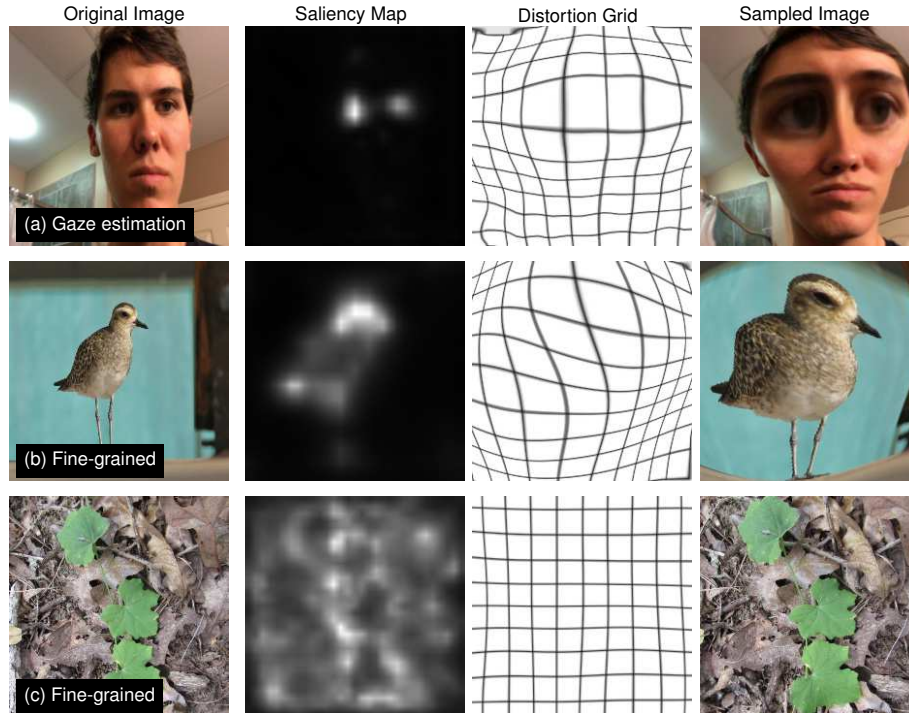 Original Image
Saliency Map
Distortion Grid
Sampled Image
(a) Gaze estimation
(b) Fine-grained
(c) Fine-grained